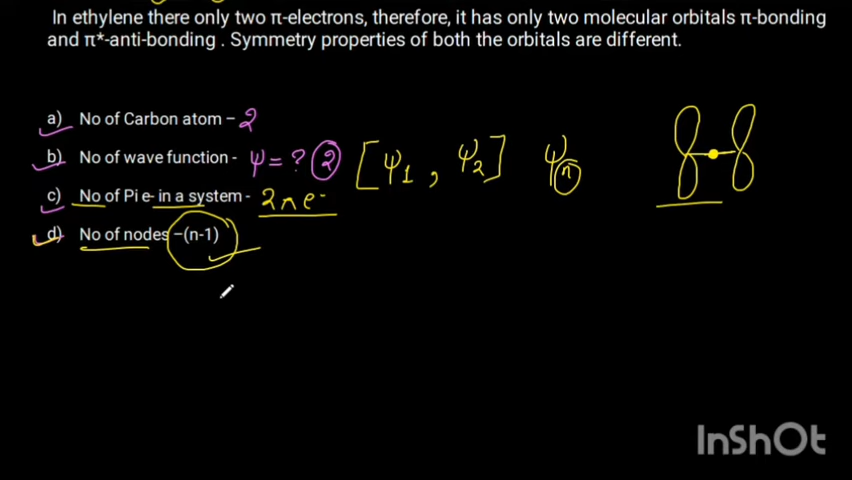 In ethylene there only two π-electrons, therefore, it has only two molecular orbitals π-bonding
and π*-anti-bonding . Symmetry properties of both the orbitals are different.
a) No of Carbon atom – 2
b) No of wave function - ψ = ? 2 [ψ1 , ψ2] ψn
c) No of Pi e- in a system - 2π e-
d) No of nodes –(n-1)
InShOt